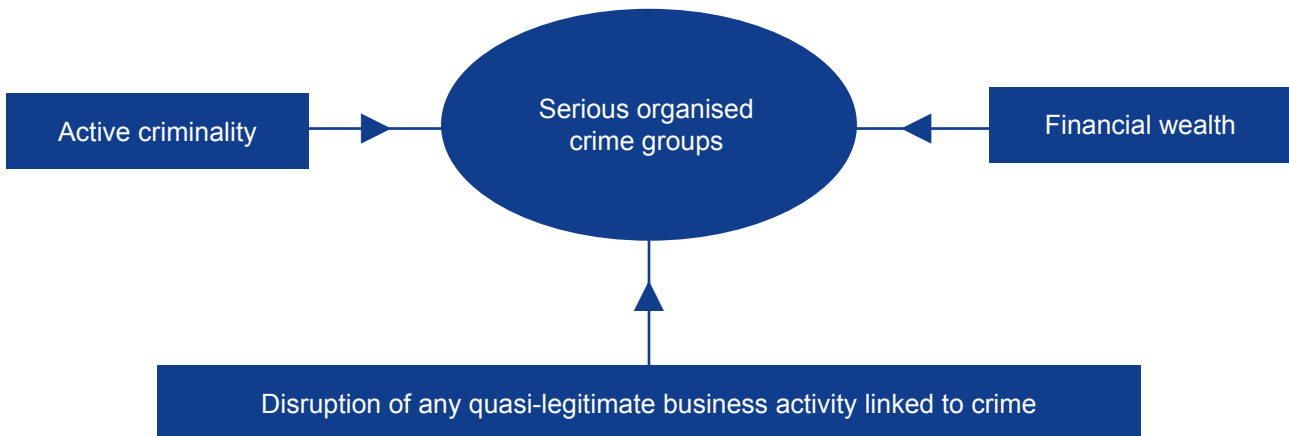 Serious organised
crime groups
Active criminality
Financial wealth
Disruption of any quasi-legitimate business activity linked to crime